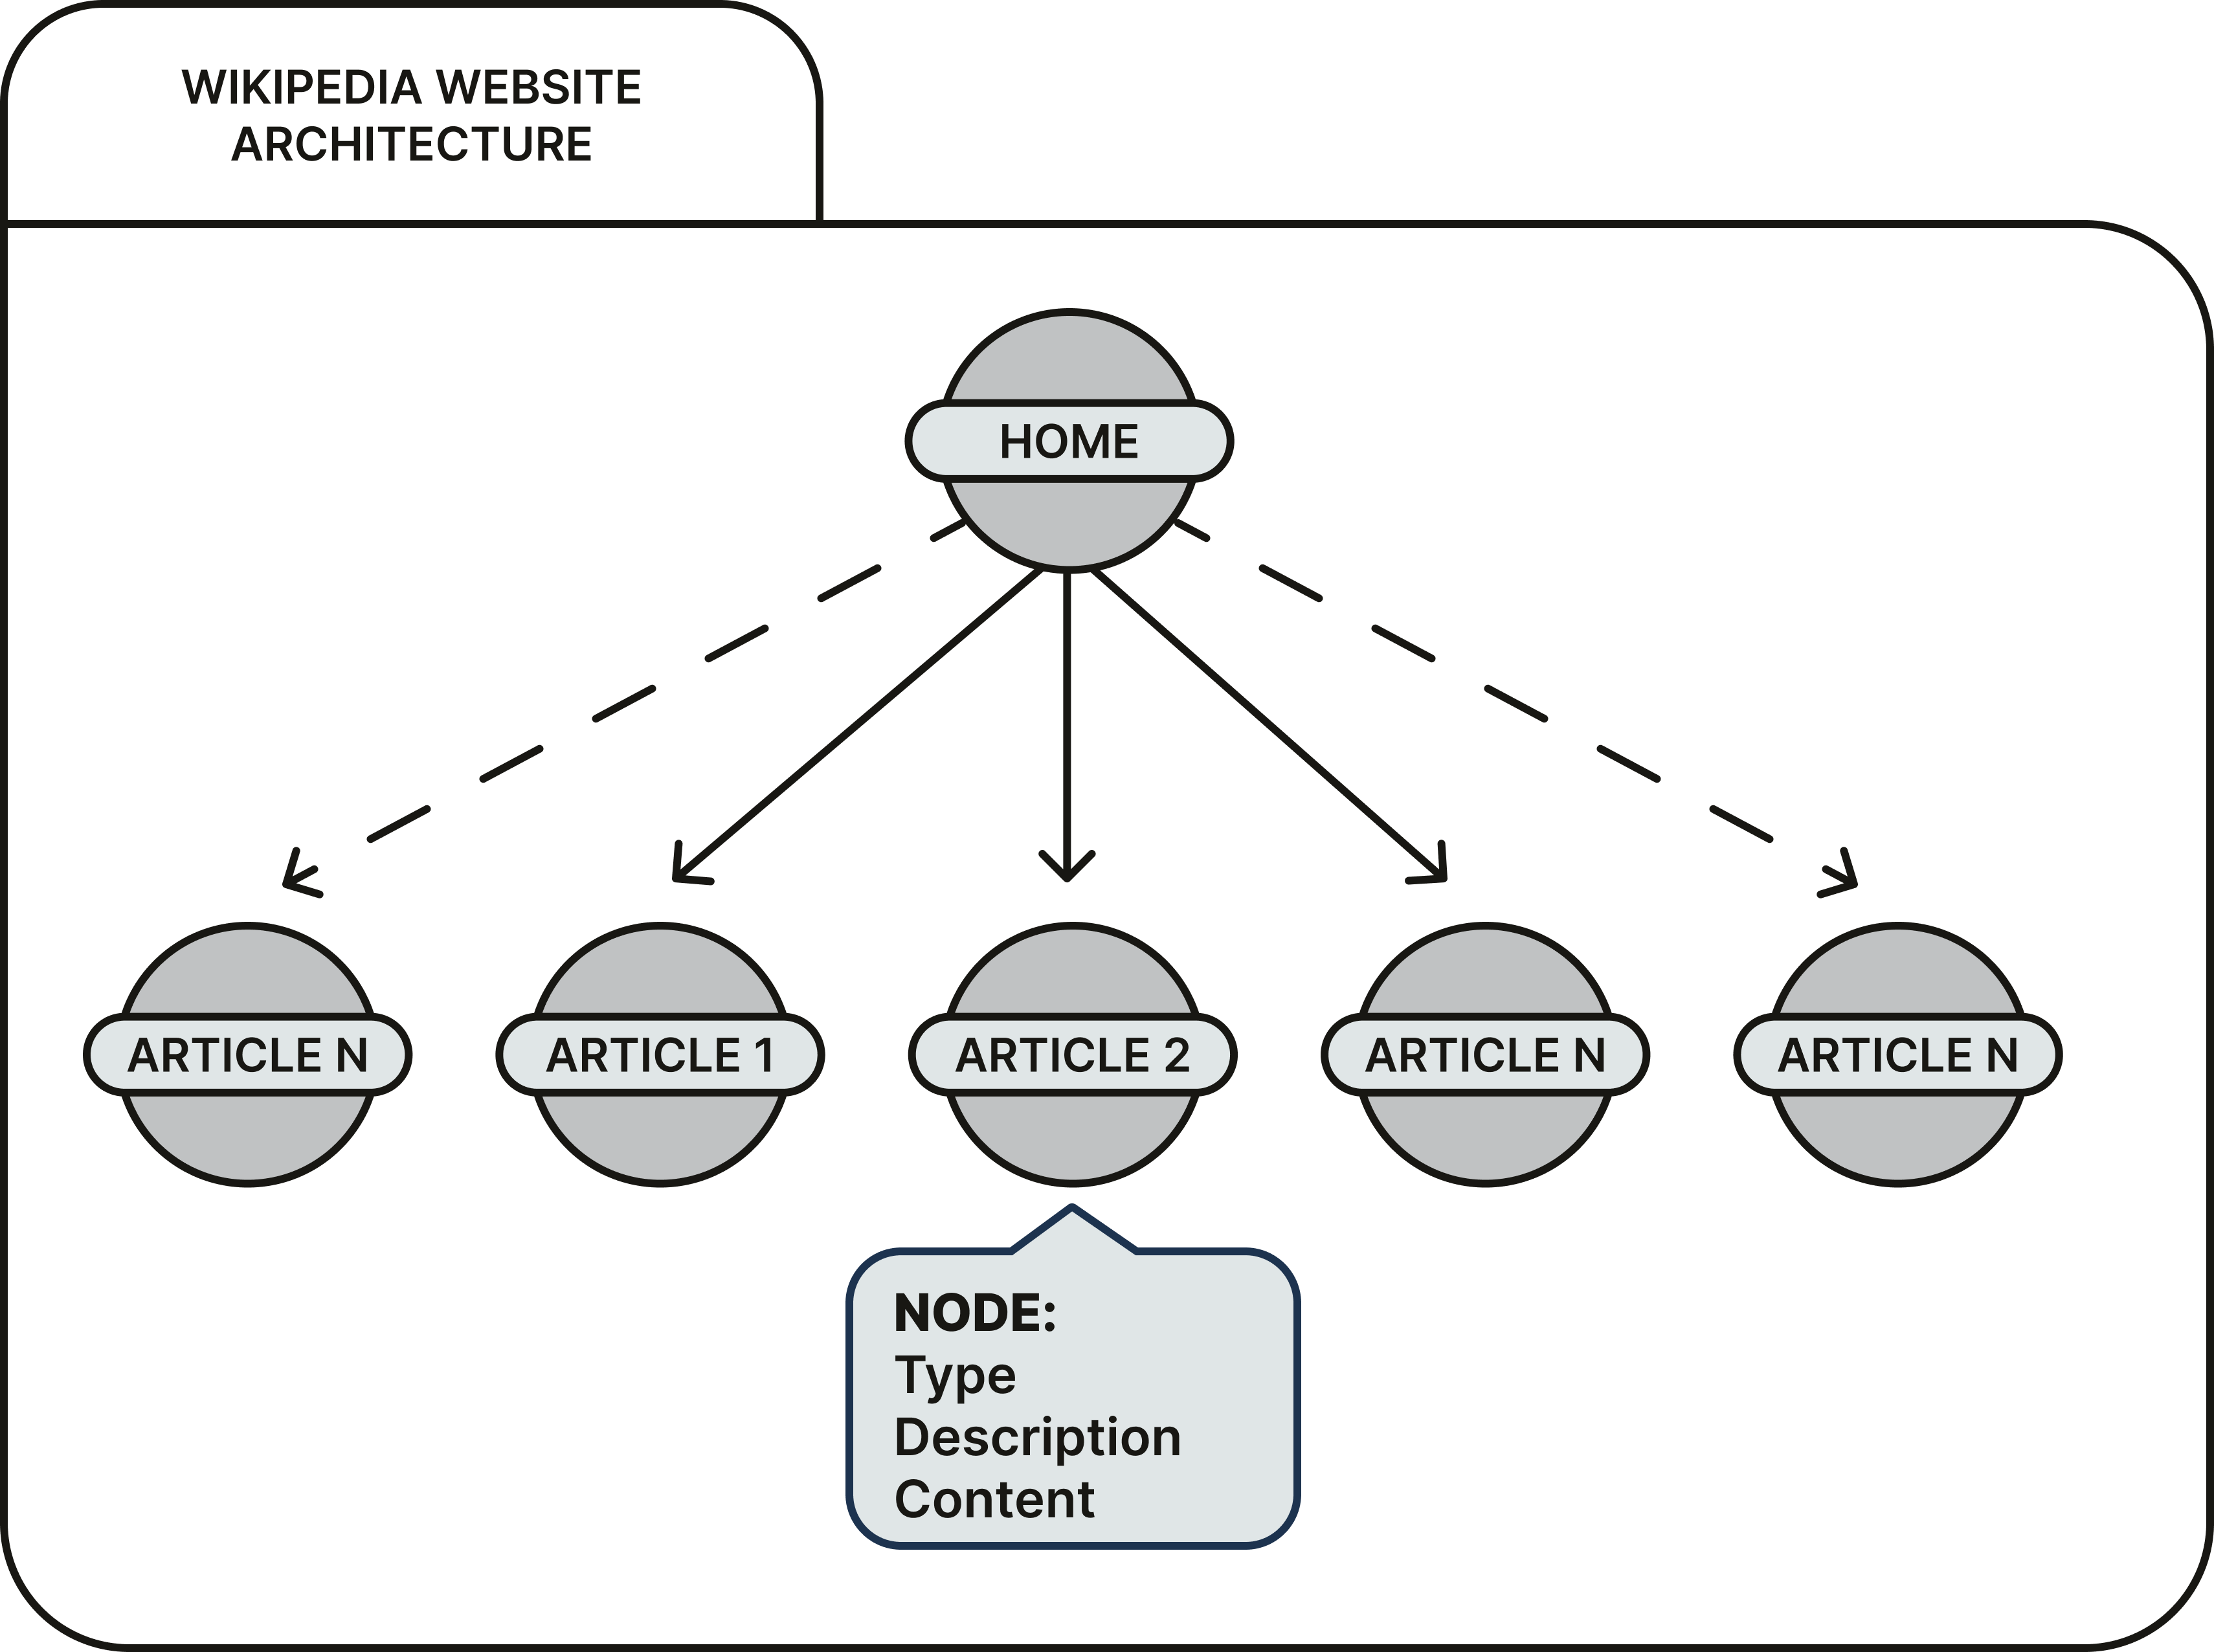 WIKIPEDIA WEBSITE
ARCHITECTURE
HOME
ARTICLE N
ARTICLE 1
ARTICLE 2
ARTICLE N
ARTICLE N
NODE:
Type
Description
Content